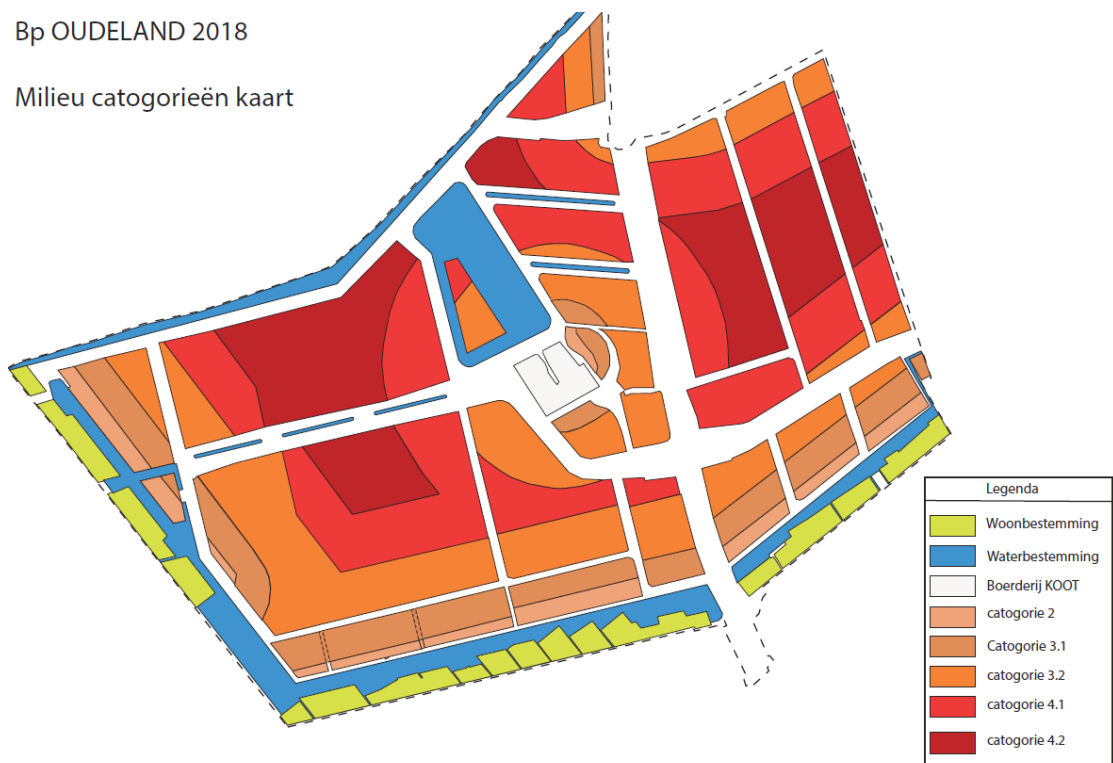 Bp OUDELAND 2018
Milieu catogorieën kaart
Legenda
Woonbestemming
Waterbestemming
Boerderij KOOT
catogorie 2
Catogorie 3.1
catogorie 3.2
catogorie 4.1
catogorie 4.2